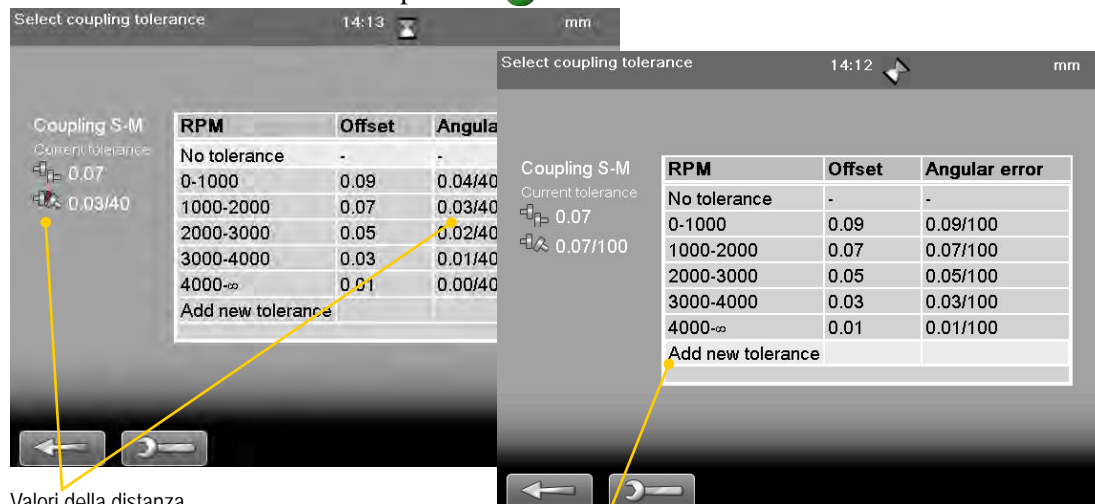 Select coupling tolerance 14:13 mm
Coupling S-M
Current tolerance
0.07
0.03/40
RPM Offset Angula
No tolerance - -
0-1000 0.09 0.04/40
1000-2000 0.07 0.03/40
2000-3000 0.05 0.02/40
3000-4000 0.03 0.01/40
4000-∞ 0.01 0.00/40
Add new tolerance
Valori della distanza
Select coupling tolerance 14:12 mm
Coupling S-M
Current tolerance
0.07
0.07/100
RPM Offset Angular error
No tolerance - -
0-1000 0.09 0.09/100
1000-2000 0.07 0.07/100
2000-3000 0.05 0.05/100
3000-4000 0.03 0.03/100
4000-∞ 0.01 0.01/100
Add new tolerance